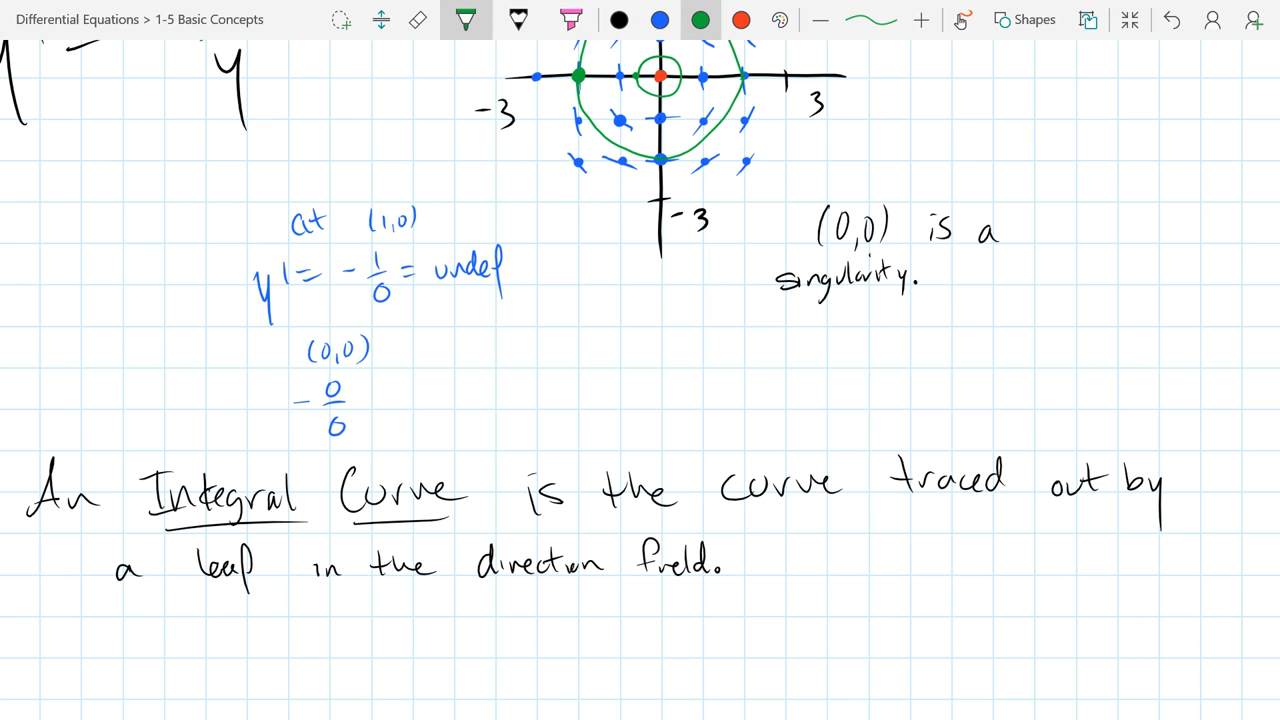 Differential Equations > 1-5 Basic Concepts
Shapes
y
-3
3
-3
at (1,0)
y' = - 1/0 = undef
(0,0)
- 0/0
(0,0) is a
singularity.
An Integral Curve is the curve traced out by
a leaf in the direction field.